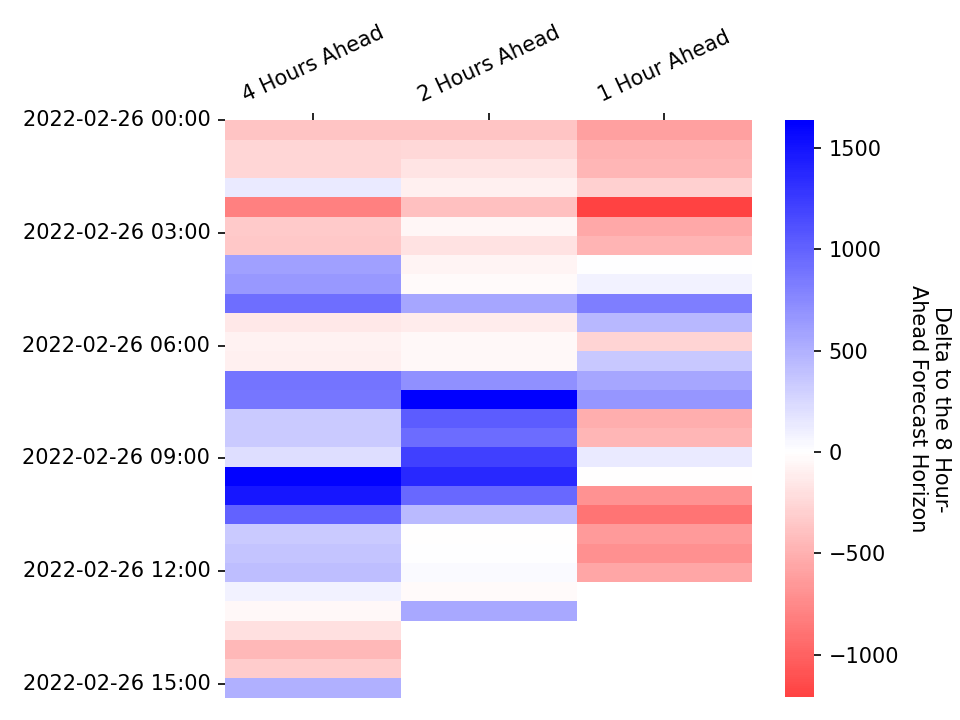 4 Hours Ahead
2 Hours Ahead
1 Hour Ahead
2022-02-26 00:00
2022-02-26 03:00
2022-02-26 06:00
2022-02-26 09:00
2022-02-26 12:00
2022-02-26 15:00
1500
1000
500
0
−500
−1000
Delta to the 8 Hour-
Ahead Forecast Horizon